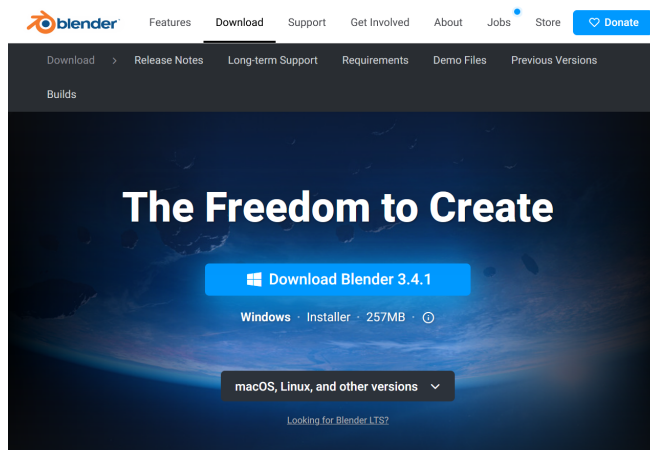 blender
Features Download Support Get Involved About Jobs Store Donate
Download > Release Notes Long-term Support Requirements Demo Files Previous Versions
Builds
The Freedom to Create
Download Blender 3.4.1
Windows · Installer · 257MB ·
macOS, Linux, and other versions
Looking for Blender LTS?